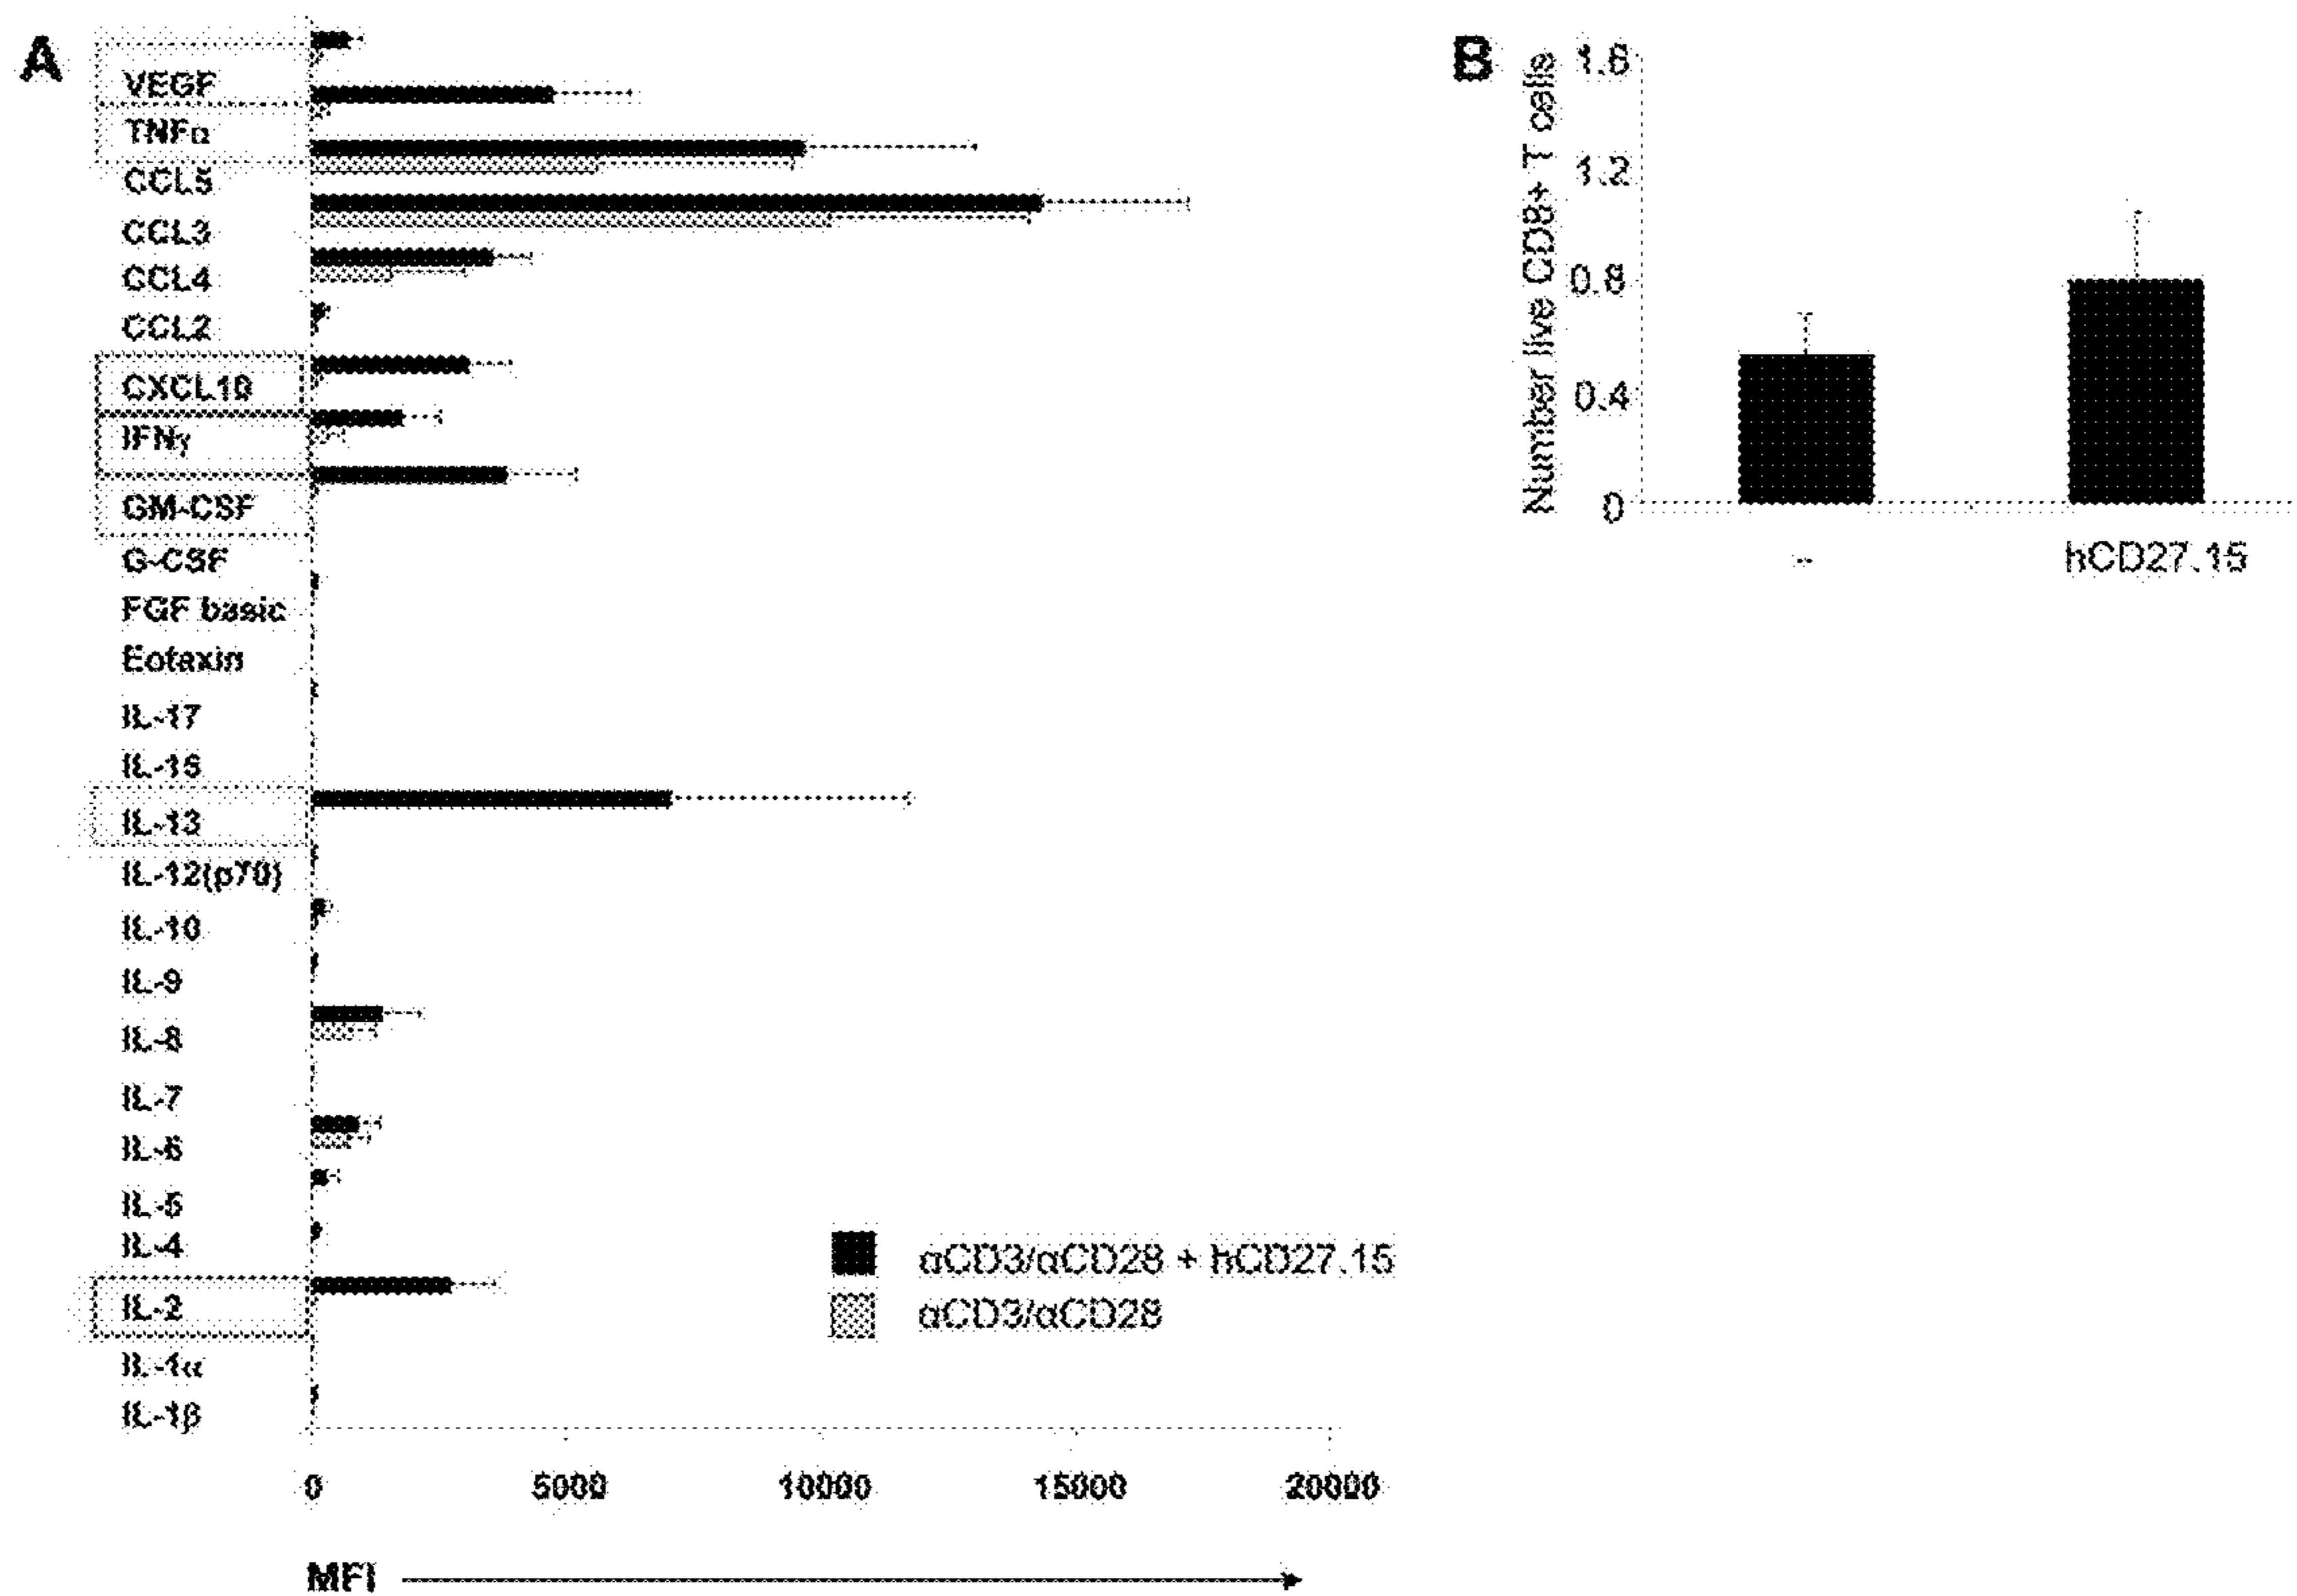 A
VEGF
TNFα
CCL5
CCL3
CCL4
CCL2
CXCL10
IFNγ
GM-CSF
G-CSF
FGF basic
Eotaxin
IL-17
IL-15
IL-13
IL-12(p70)
IL-10
IL-9
IL-8
IL-7
IL-6
IL-5
IL-4
IL-2
IL-1α
IL-1β
0 5000 10000 15000 20000
MFI
αCD3/αCD28 + hCD27.15
αCD3/αCD28
B
Number live CD8+ T cells
1.6
1.2
0.8
0.4
0
- hCD27.15